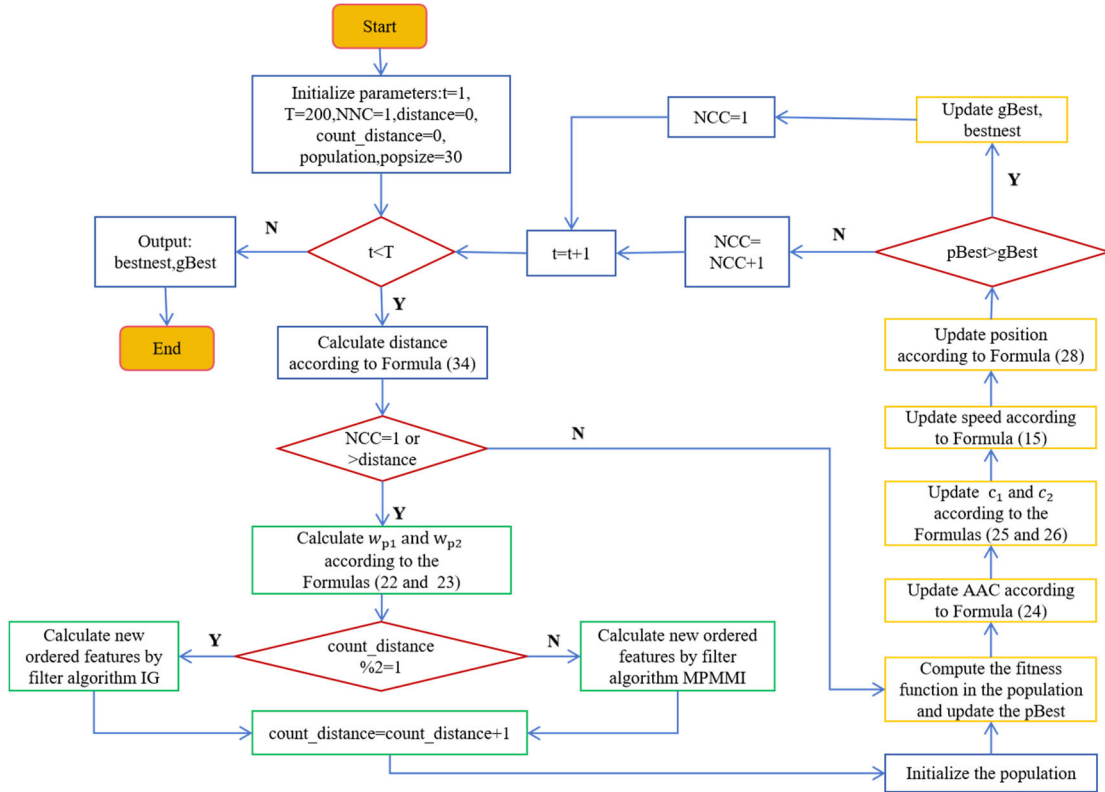 Start
Initialize parameters:t=1,
T=200,NNC=1,distance=0,
count_distance=0,
population,popsize=30
NCC=1
Update gBest,
bestnest
Y
N
Output:
bestnest,gBest
t<T
t=t+1
NCC=
NCC+1
N
pBest>gBest
Y
End
Calculate distance
according to Formula (34)
Update position
according to Formula (28)
NCC=1 or
>distance
N
Update speed according
to Formula (15)
Y
Calculate wp1 and wp2
according to the
Formulas (22 and 23)
Update c1 and c2
according to the
Formulas (25 and 26)
Update AAC according
to Formula (24)
Calculate new
ordered features by
filter algorithm IG
Y
count_distance
%2=1
N
Calculate new ordered
features by filter
algorithm MPMMI
Compute the fitness
function in the population
and update the pBest
count_distance=count_distance+1
Initialize the population